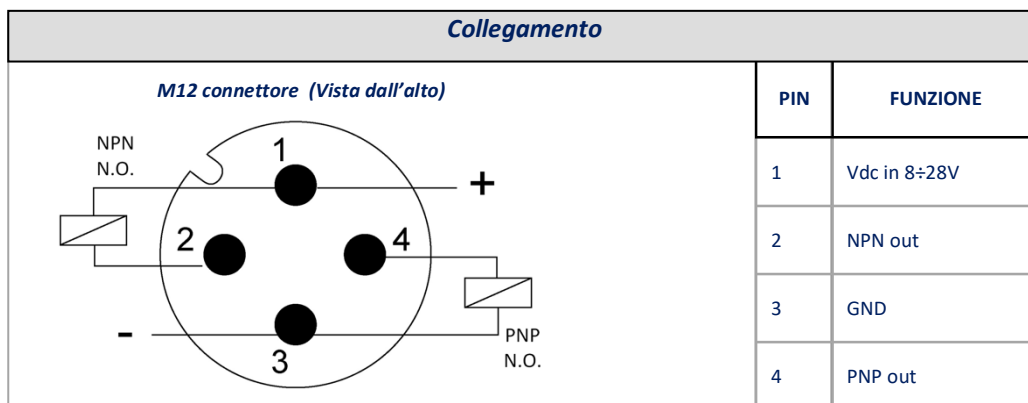 Collegamento
M12 connettore (Vista dall'alto)
NPN
N.O.
1
+
2
4
-
3
PNP
N.O.
PIN FUNZIONE
1 Vdc in 8÷28V
2 NPN out
3 GND
4 PNP out